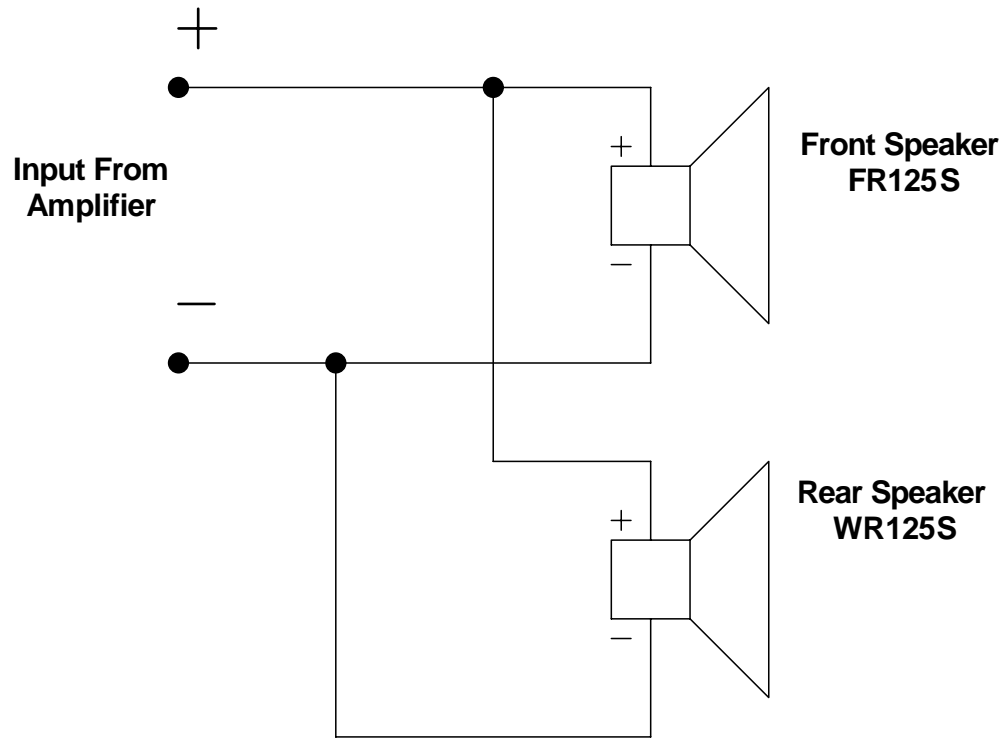 +
Input From
Amplifier
—
+
—
Front Speaker
FR125S
+
—
Rear Speaker
WR125S